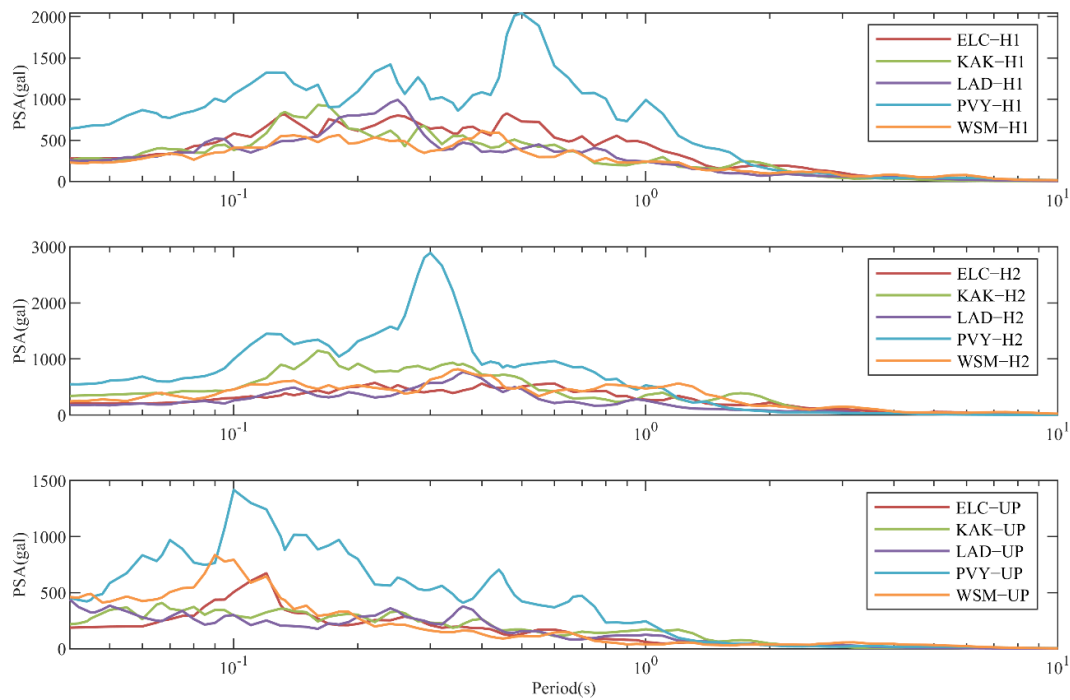 PSA(gal)
2000
1500
1000
500
0
10⁻¹
10⁰
10¹
ELC−H1
KAK−H1
LAD−H1
PVY−H1
WSM−H1
PSA(gal)
3000
2000
1000
0
10⁻¹
10⁰
10¹
ELC−H2
KAK−H2
LAD−H2
PVY−H2
WSM−H2
PSA(gal)
1500
1000
500
0
10⁻¹
10⁰
10¹
ELC−UP
KAK−UP
LAD−UP
PVY−UP
WSM−UP
Period(s)